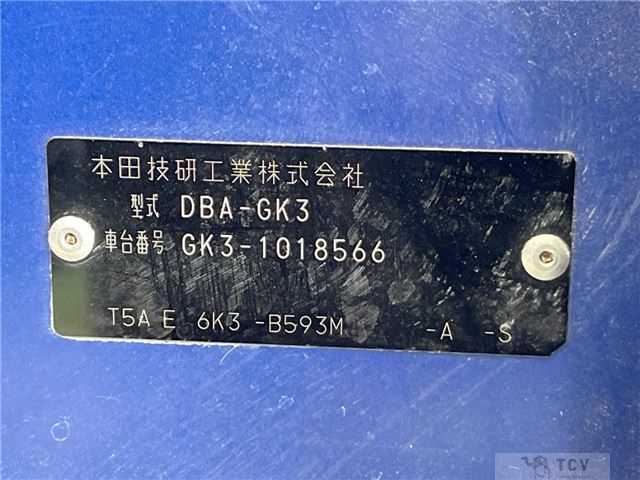 本田技研工業株式会社
型式 DBA-GK3
車台番号 GK3-1018566
T5A E 6K3 -B593M -A -S
TCV